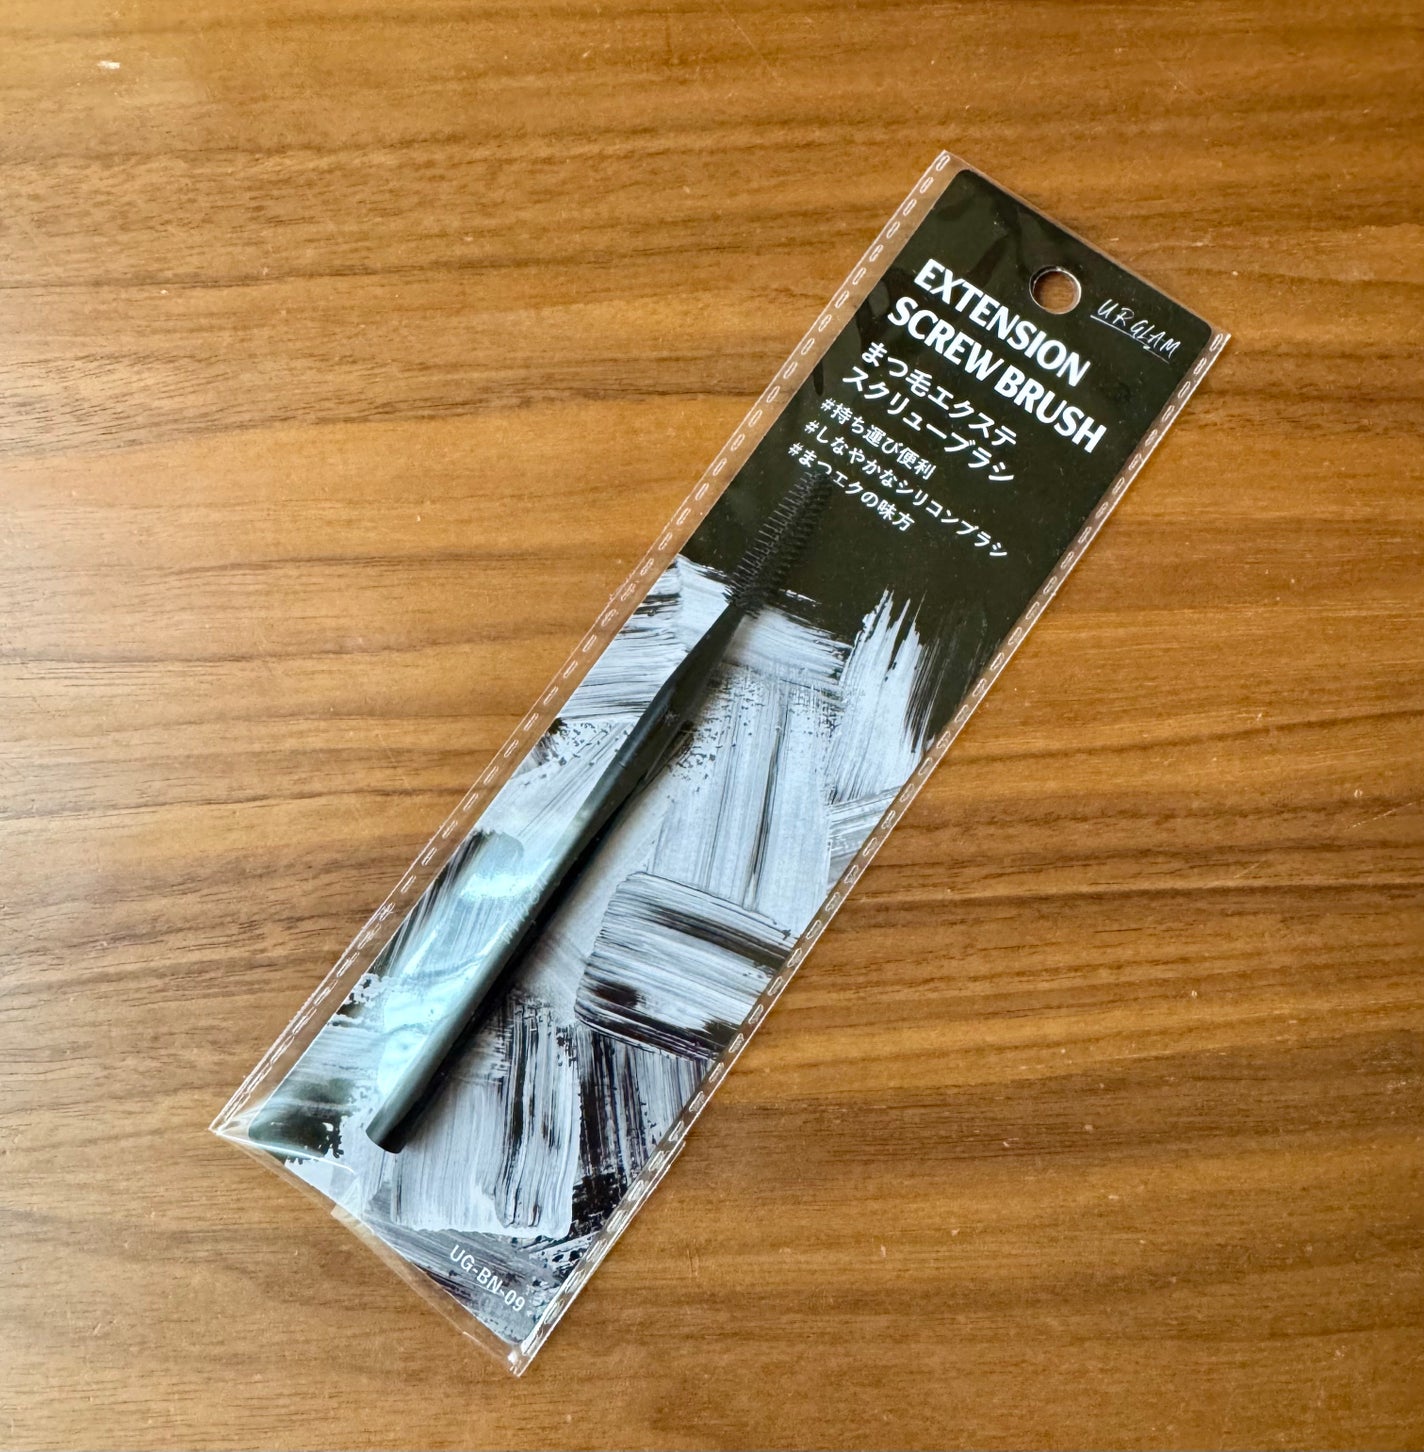 URGLAM
EXTENSION
SCREW BRUSH
まつ毛エクステ
スクリューブラシ
#持ち運び便利
#しなやかなシリコンブラシ
#まつエクの味方
UG-BN-09